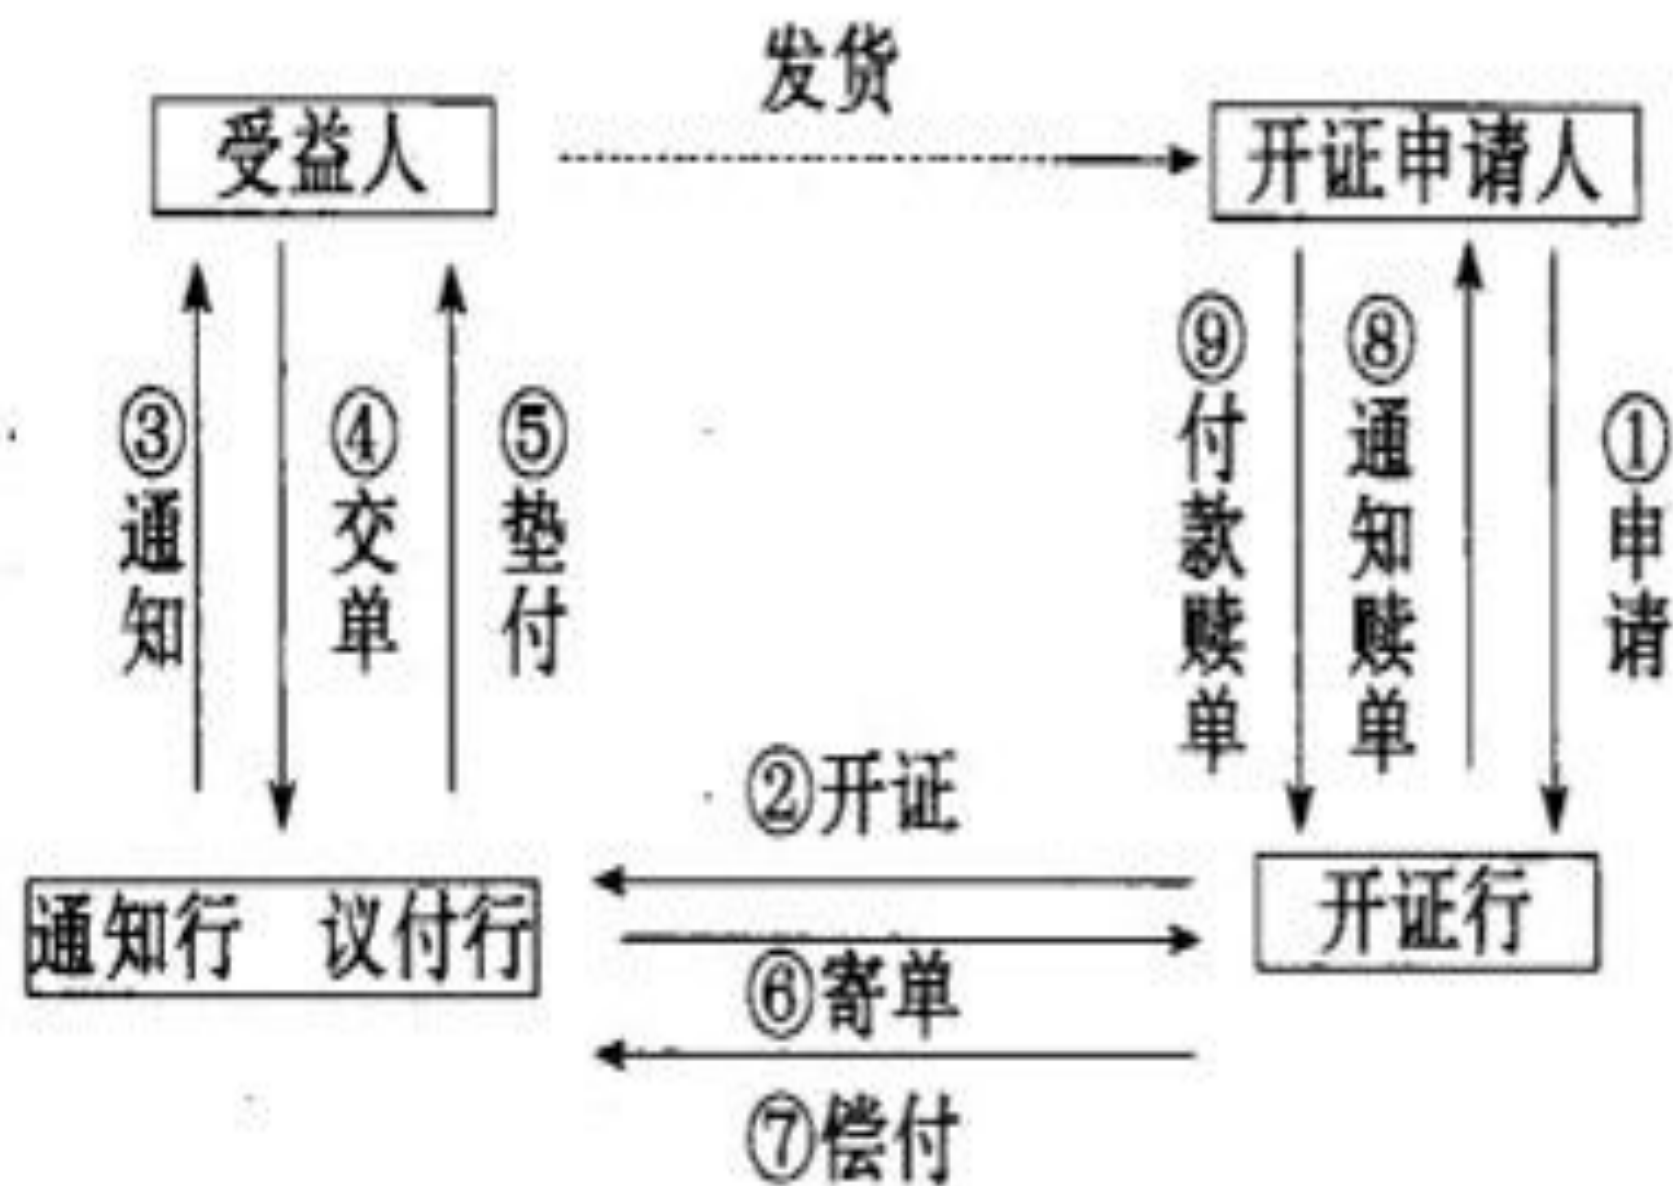 发货
受益人
开证申请人
③通知
④交单
⑤垫付
⑨付款赎单
⑧通知赎单
①申请
②开证
通知行 议付行
开证行
⑥寄单
⑦偿付